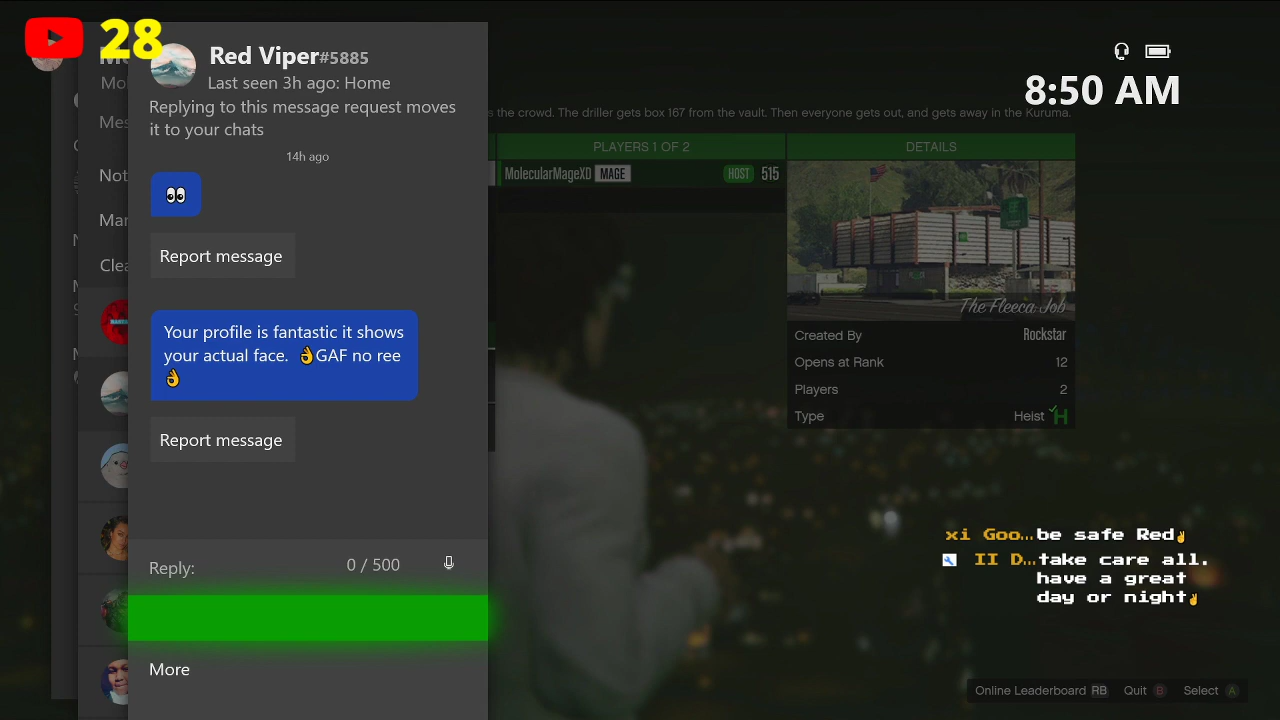 28
Red Viper#5885
Last seen 3h ago: Home
Replying to this message request moves
it to your chats
14h ago
👀
Report message
Your profile is fantastic it shows
your actual face. 👌GAF no ree
👌
Report message
Reply:
0 / 500
More
Mes
Not
Mar
Clea
8:50 AM
s the crowd. The driller gets box 167 from the vault. Then everyone gets out, and gets away in the Kuruma.
PLAYERS 1 OF 2
DETAILS
MolecularMageXD MAGE HOST 515
The Fleeca Job
Created By Rockstar
Opens at Rank 12
Players 2
Type Heist
xi Goo…be safe Red✌
II D…take care all.
have a great
day or night✌
Online Leaderboard RB Quit B Select A